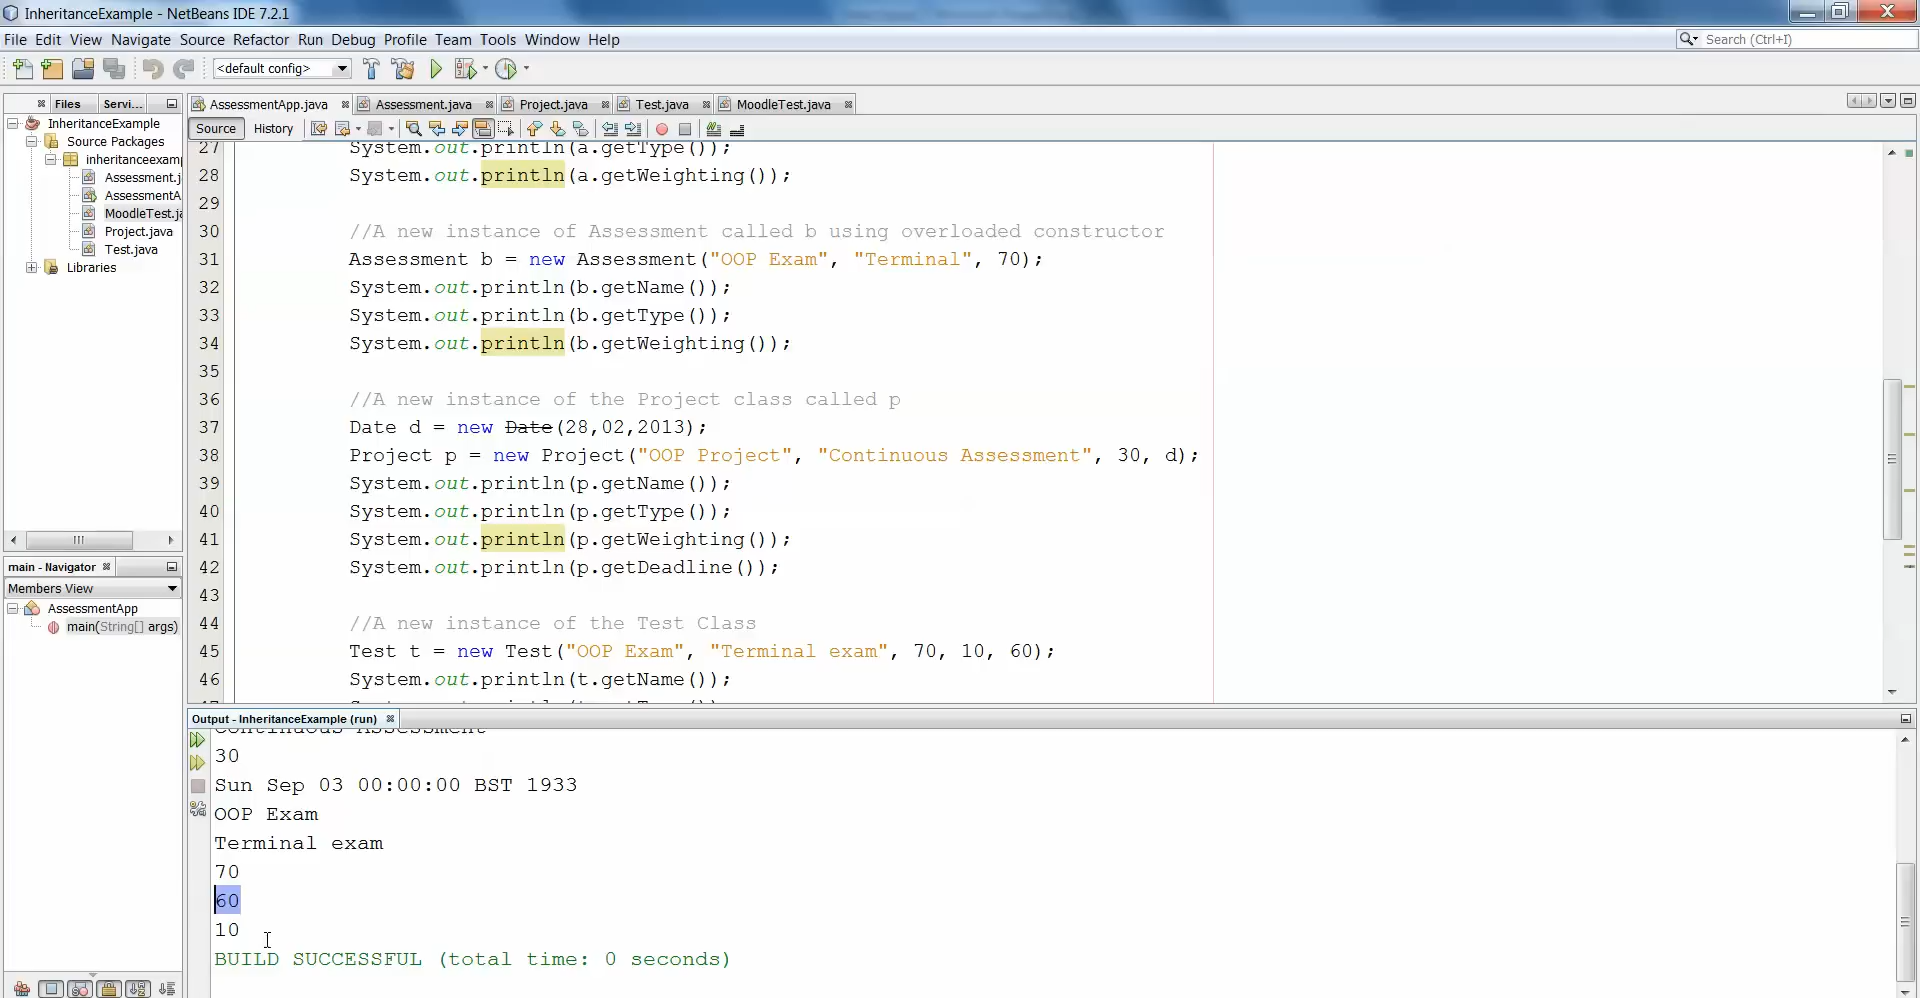 InheritanceExample - NetBeans IDE 7.2.1
File Edit View Navigate Source Refactor Run Debug Profile Team Tools Window Help
Search (Ctrl+I)
<default config>
Files Servi...
AssessmentApp.java Assessment.java Project.java Test.java MoodleTest.java
Source History
InheritanceExample
Source Packages
inheritanceexam
Assessment.j
AssessmentA
MoodleTest.ja
Project.java
Test.java
Libraries
main - Navigator
Members View
AssessmentApp
main(String[] args)
27 System.out.println(a.getType());
28 System.out.println(a.getWeighting());
29
30 //A new instance of Assessment called b using overloaded constructor
31 Assessment b = new Assessment("OOP Exam", "Terminal", 70);
32 System.out.println(b.getName());
33 System.out.println(b.getType());
34 System.out.println(b.getWeighting());
35
36 //A new instance of the Project class called p
37 Date d = new Date(28,02,2013);
38 Project p = new Project("OOP Project", "Continuous Assessment", 30, d);
39 System.out.println(p.getName());
40 System.out.println(p.getType());
41 System.out.println(p.getWeighting());
42 System.out.println(p.getDeadline());
43
44 //A new instance of the Test Class
45 Test t = new Test("OOP Exam", "Terminal exam", 70, 10, 60);
46 System.out.println(t.getName());
Output - InheritanceExample (run)
Continuous Assessment
30
Sun Sep 03 00:00:00 BST 1933
OOP Exam
Terminal exam
70
60
10
BUILD SUCCESSFUL (total time: 0 seconds)